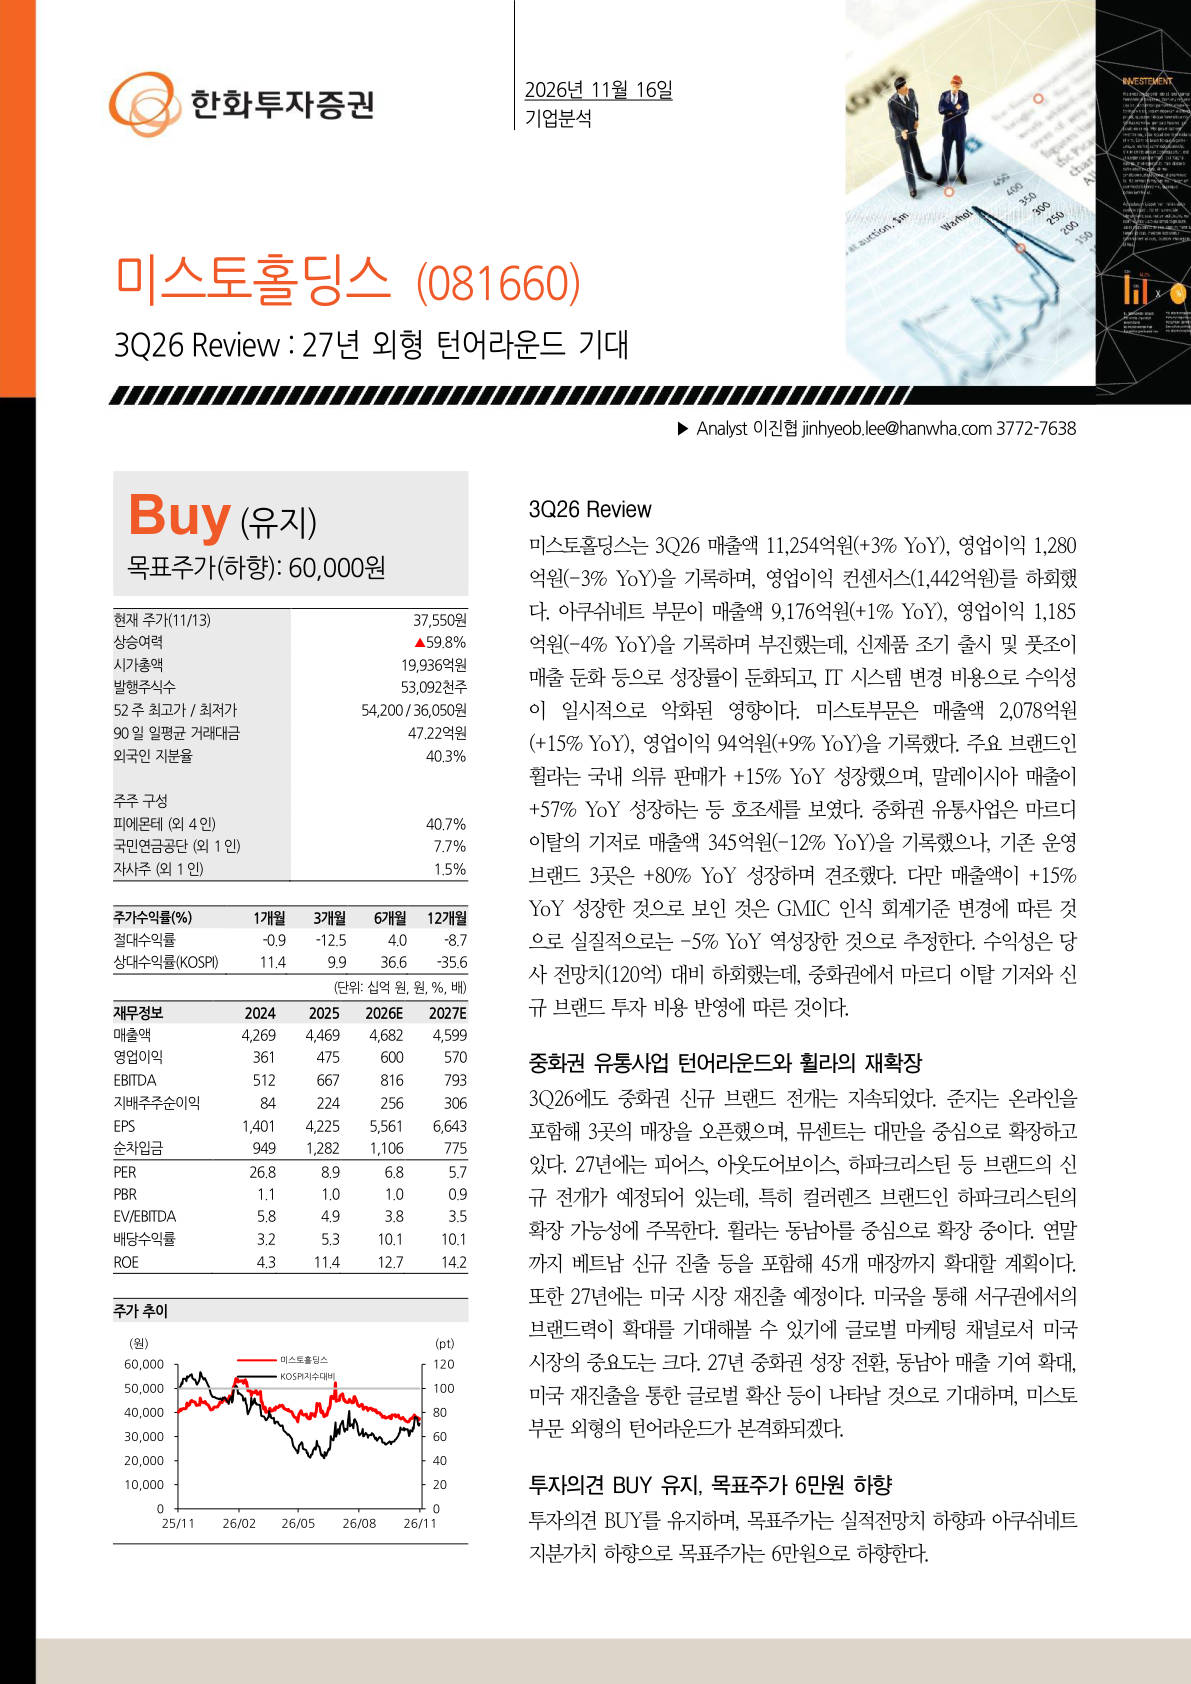 한화투자증권
2026년 11월 16일
기업분석
INVESTEMENT
미스토홀딩스 (081660)
3Q26 Review : 27년 외형 턴어라운드 기대
▶ Analyst 이진협 jinhyeob.lee@hanwha.com 3772-7638
Buy (유지)
목표주가(하향): 60,000원
현재 주가(11/13) 37,550원
상승여력 ▲59.8%
시가총액 19,936억원
발행주식수 53,092천주
52 주 최고가 / 최저가 54,200 / 36,050원
90 일 일평균 거래대금 47.22억원
외국인 지분율 40.3%
주주 구성
피에몬테 (외 4 인) 40.7%
국민연금공단 (외 1 인) 7.7%
자사주 (외 1 인) 1.5%
주가수익률(%) 1개월 3개월 6개월 12개월
절대수익률 -0.9 -12.5 4.0 -8.7
상대수익률(KOSPI) 11.4 9.9 36.6 -35.6
(단위: 십억 원, 원, %, 배)
재무정보 2024 2025 2026E 2027E
매출액 4,269 4,469 4,682 4,599
영업이익 361 475 600 570
EBITDA 512 667 816 793
지배주주순이익 84 224 256 306
EPS 1,401 4,225 5,561 6,643
순차입금 949 1,282 1,106 775
PER 26.8 8.9 6.8 5.7
PBR 1.1 1.0 1.0 0.9
EV/EBITDA 5.8 4.9 3.8 3.5
배당수익률 3.2 5.3 10.1 10.1
ROE 4.3 11.4 12.7 14.2
주가 추이
(원) (pt)
미스토홀딩스
KOSPI지수대비
60,000 120
50,000 100
40,000 80
30,000 60
20,000 40
10,000 20
0 0
25/11 26/02 26/05 26/08 26/11
3Q26 Review
미스토홀딩스는 3Q26 매출액 11,254억원(+3% YoY), 영업이익 1,280
억원(-3% YoY)을 기록하며, 영업이익 컨센서스(1,442억원)를 하회했
다. 아쿠쉬네트 부문이 매출액 9,176억원(+1% YoY), 영업이익 1,185
억원(-4% YoY)을 기록하며 부진했는데, 신제품 조기 출시 및 풋조이
매출 둔화 등으로 성장률이 둔화되고, IT 시스템 변경 비용으로 수익성
이 일시적으로 악화된 영향이다. 미스토부문은 매출액 2,078억원
(+15% YoY), 영업이익 94억원(+9% YoY)을 기록했다. 주요 브랜드인
휠라는 국내 의류 판매가 +15% YoY 성장했으며, 말레이시아 매출이
+57% YoY 성장하는 등 호조세를 보였다. 중화권 유통사업은 마르디
이탈의 기저로 매출액 345억원(-12% YoY)을 기록했으나, 기존 운영
브랜드 3곳은 +80% YoY 성장하며 견조했다. 다만 매출액이 +15%
YoY 성장한 것으로 보인 것은 GMIC 인식 회계기준 변경에 따른 것
으로 실질적으로는 -5% YoY 역성장한 것으로 추정한다. 수익성은 당
사 전망치(120억) 대비 하회했는데, 중화권에서 마르디 이탈 기저와 신
규 브랜드 투자 비용 반영에 따른 것이다.
중화권 유통사업 턴어라운드와 휠라의 재확장
3Q26에도 중화권 신규 브랜드 전개는 지속되었다. 준지는 온라인을
포함해 3곳의 매장을 오픈했으며, 뮤센트는 대만을 중심으로 확장하고
있다. 27년에는 피어스, 아웃도어보이스, 하파크리스틴 등 브랜드의 신
규 전개가 예정되어 있는데, 특히 컬러렌즈 브랜드인 하파크리스틴의
확장 가능성에 주목한다. 휠라는 동남아를 중심으로 확장 중이다. 연말
까지 베트남 신규 진출 등을 포함해 45개 매장까지 확대할 계획이다.
또한 27년에는 미국 시장 재진출 예정이다. 미국을 통해 서구권에서의
브랜드력이 확대를 기대해볼 수 있기에 글로벌 마케팅 채널로서 미국
시장의 중요도는 크다. 27년 중화권 성장 전환, 동남아 매출 기여 확대,
미국 재진출을 통한 글로벌 확산 등이 나타날 것으로 기대하며, 미스토
부문 외형의 턴어라운드가 본격화되겠다.
투자의견 BUY 유지, 목표주가 6만원 하향
투자의견 BUY를 유지하며, 목표주가는 실적전망치 하향과 아쿠쉬네트
지분가치 하향으로 목표주가는 6만원으로 하향한다.